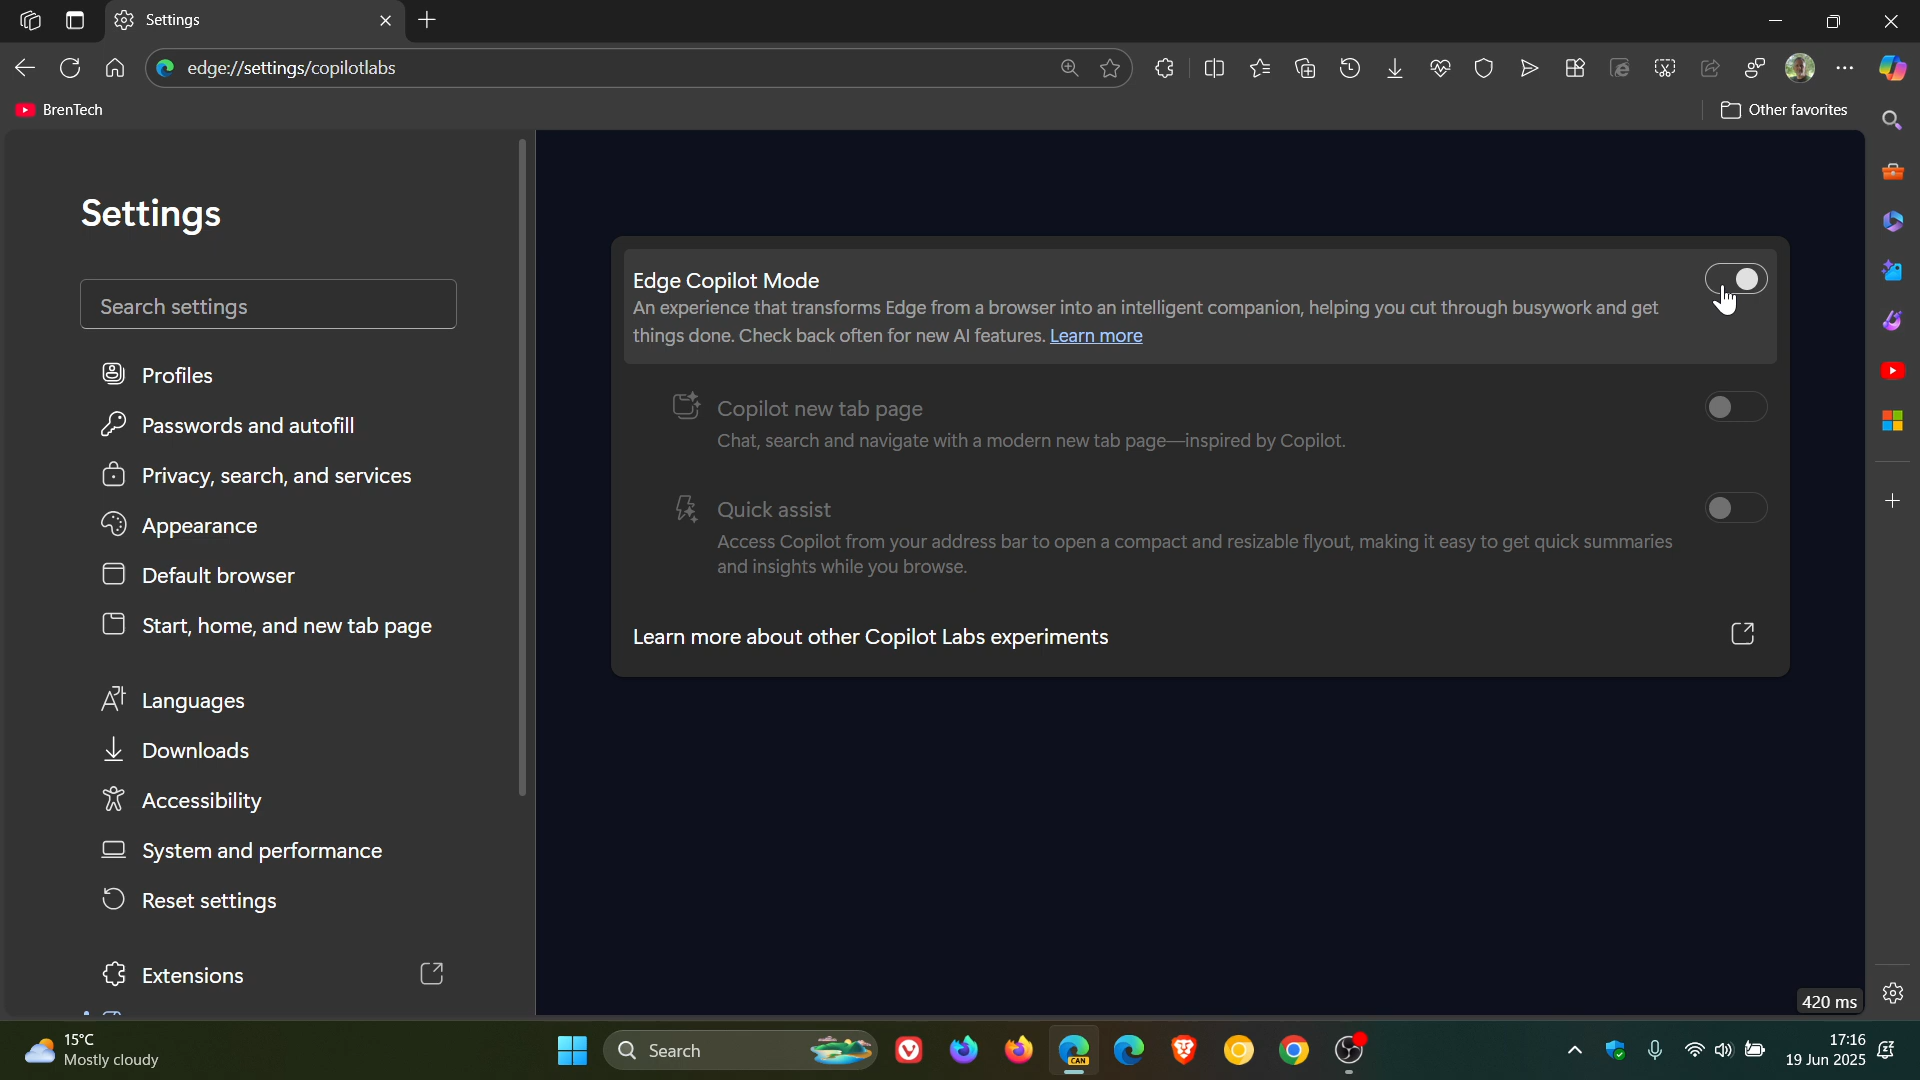 Settings
edge://settings/copilotlabs
BrenTech
Other favorites
Settings
Search settings
Profiles
Passwords and autofill
Privacy, search, and services
Appearance
Default browser
Start, home, and new tab page
Languages
Downloads
Accessibility
System and performance
Reset settings
Extensions
Edge Copilot Mode
An experience that transforms Edge from a browser into an intelligent companion, helping you cut through busywork and get
things done. Check back often for new AI features. Learn more
Copilot new tab page
Chat, search and navigate with a modern new tab page—inspired by Copilot.
Quick assist
Access Copilot from your address bar to open a compact and resizable flyout, making it easy to get quick summaries
and insights while you browse.
Learn more about other Copilot Labs experiments
420 ms
15°C
Mostly cloudy
Search
CAN
17:16
19 Jun 2025